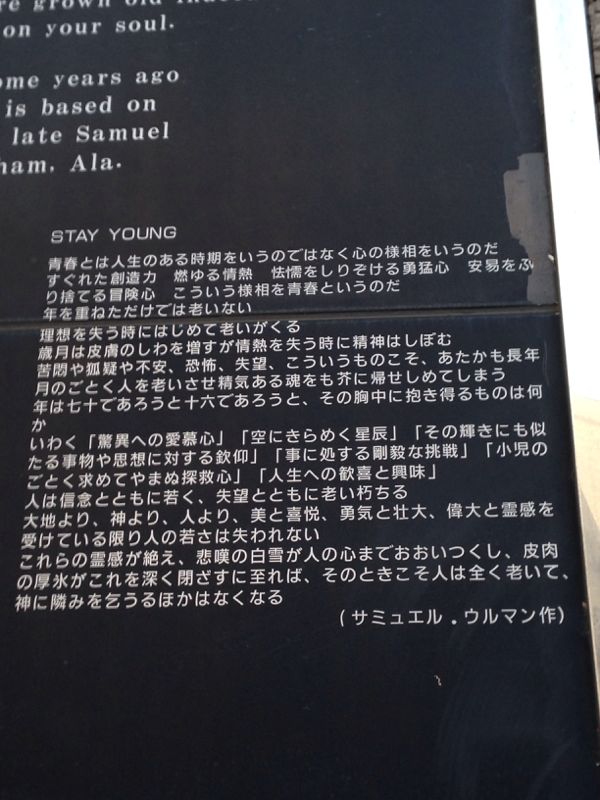 on your soul.
years ago
is based on
late Samuel
Ala.
STAY YOUNG
青春とは人生のある時期をいうのではなく心の様相をいうのだ
すぐれた創造力　燃ゆる情熱　怯懦をしりぞける勇猛心　安易をふ
り捨てる冒険心　こういう様相を青春というのだ
年を重ねただけでは老いない
理想を失う時にはじめて老いがくる
歳月は皮膚のしわを増すが情熱を失う時に精神はしぼむ
苦悶や狐疑や不安、恐怖、失望、こういうものこそ、あたかも長年
月のごとく人を老いさせ精気ある魂をも芥に帰せしめてしまう
年は七十であろうと十六であろうと、その胸中に抱き得るものは何
か
いわく「驚異への愛慕心」「空にきらめく星辰」「その輝きにも似
たる事物や思想に対する欽仰」「事に処する剛毅な挑戦」「小児の
ごとく求めてやまぬ探救心」「人生への歓喜と興味」
人は信念とともに若く、失望とともに老い朽ちる
大地より、神より、人より、美と喜悦、勇気と壮大、偉大と霊感を
受けている限り人の若さは失われない
これらの霊感が絶え、悲嘆の白雪が人の心までおおいつくし、皮肉
の厚氷がこれを深く閉ざすに至れば、そのときこそ人は全く老いて、
神に隣みを乞うるほかはなくなる
(サミュエル．ウルマン作)